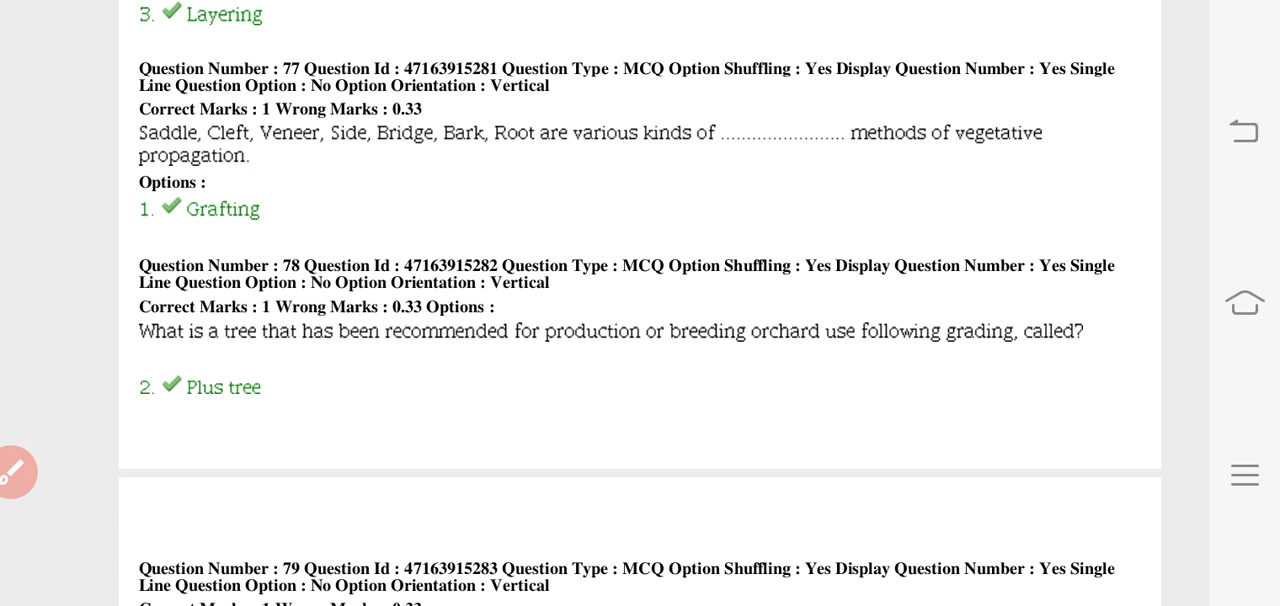 3. Layering
Question Number : 77 Question Id : 47163915281 Question Type : MCQ Option Shuffling : Yes Display Question Number : Yes Single
Line Question Option : No Option Orientation : Vertical
Correct Marks : 1 Wrong Marks : 0.33
Saddle, Cleft, Veneer, Side, Bridge, Bark, Root are various kinds of ........................ methods of vegetative
propagation.
Options :
1. Grafting
Question Number : 78 Question Id : 47163915282 Question Type : MCQ Option Shuffling : Yes Display Question Number : Yes Single
Line Question Option : No Option Orientation : Vertical
Correct Marks : 1 Wrong Marks : 0.33 Options :
What is a tree that has been recommended for production or breeding orchard use following grading, called?
2. Plus tree
Question Number : 79 Question Id : 47163915283 Question Type : MCQ Option Shuffling : Yes Display Question Number : Yes Single
Line Question Option : No Option Orientation : Vertical